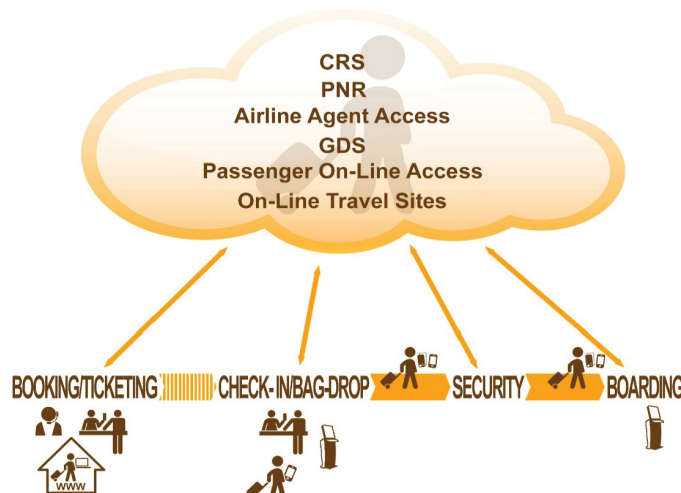 CRS
PNR
Airline Agent Access
GDS
Passenger On-Line Access
On-Line Travel Sites
BOOKING/TICKETING
CHECK- IN/BAG-DROP
SECURITY
BOARDING
WWW